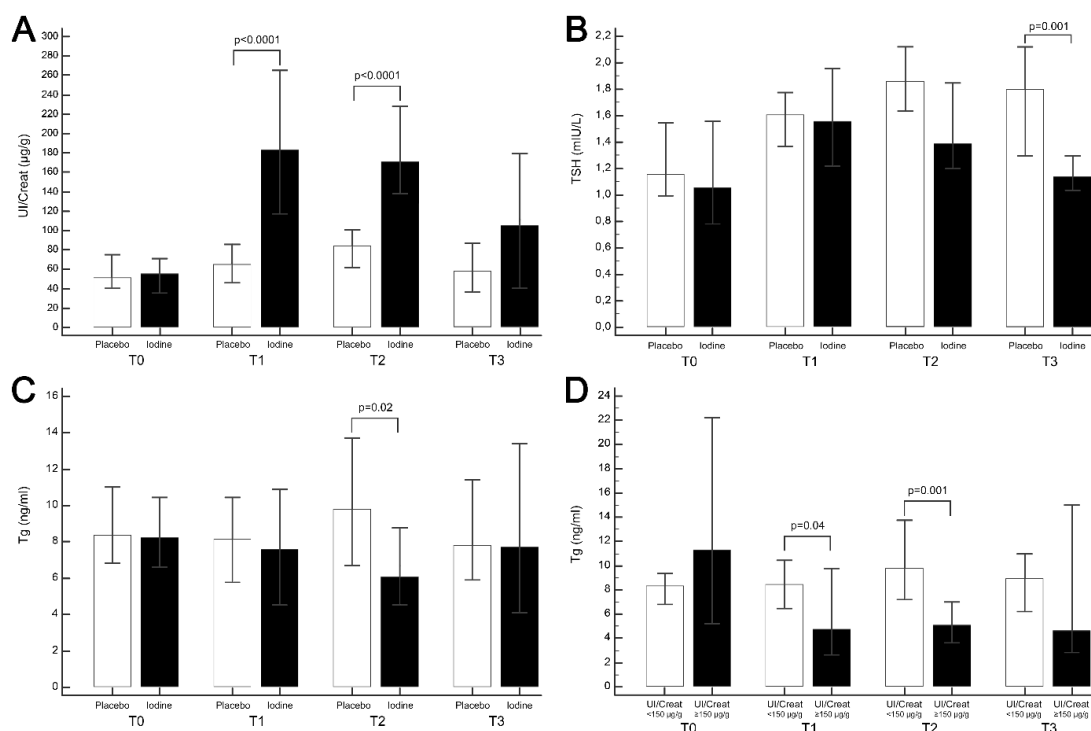 A
UI/Creat (µg/g)
300
280
260
240
220
200
180
160
140
120
100
80
60
40
20
0
p<0.0001
p<0.0001
Placebo Iodine Placebo Iodine Placebo Iodine Placebo Iodine
T0 T1 T2 T3
B
TSH (mIU/L)
2,2
2,0
1,8
1,6
1,4
1,2
1,0
0,8
0,6
0,4
0,2
0,0
p=0.001
Placebo Iodine Placebo Iodine Placebo Iodine Placebo Iodine
T0 T1 T2 T3
C
Tg (ng/ml)
16
14
12
10
8
6
4
2
0
p=0.02
Placebo Iodine Placebo Iodine Placebo Iodine Placebo Iodine
T0 T1 T2 T3
D
Tg (ng/ml)
24
22
20
18
16
14
12
10
8
6
4
2
0
p=0.04
p=0.001
UI/Creat UI/Creat UI/Creat UI/Creat UI/Creat UI/Creat UI/Creat UI/Creat
<150 µg/g ≥150 µg/g <150 µg/g ≥150 µg/g <150 µg/g ≥150 µg/g <150 µg/g ≥150 µg/g
T0 T1 T2 T3